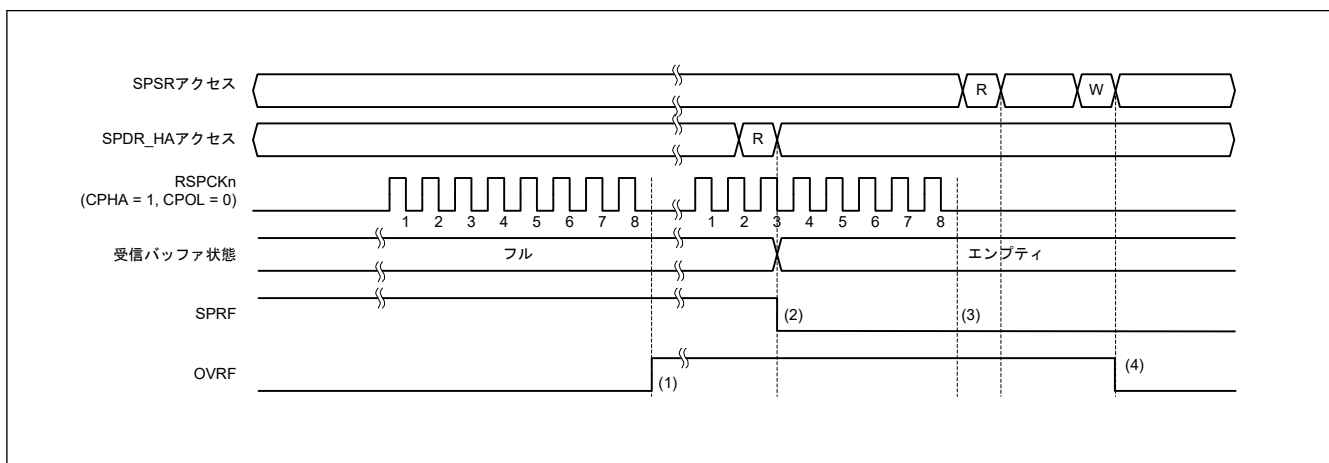 SPSRアクセス
R
W
SPDR_HAアクセス
R
RSPCKn
(CPHA = 1, CPOL = 0)
1 2 3 4 5 6 7 8 1 2 3 4 5 6 7 8
受信バッファ状態
フル
エンプティ
SPRF
(2)
(3)
OVRF
(1)
(4)